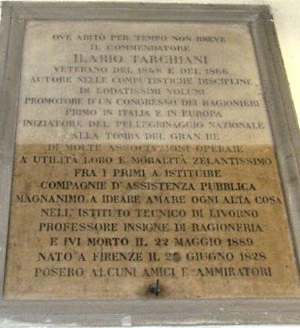 OVE ABITÒ PER TEMPO NON BREVE
IL COMMENDATORE
ILARIO TARCHIANI
VETERANO DEL 1848 E DEL 1866
AUTORE NELLE COMPUTISTICHE DISCIPLINE
DI LODATISSIMI VOLUMI
PROMOTORE D'UN CONGRESSO DEI RAGIONIERI
PRIMO IN ITALIA E IN EUROPA
INIZIATORE DEL PELLEGRINAGGIO NAZIONALE
ALLA TOMBA DEL GRAN RE
DI MOLTE ASSOCIAZIONI OPERAIE
A UTILITÀ LORO E MORALITÀ ZELANTISSIMO
FRA I PRIMI A ISTITUIRE
COMPAGNIE D'ASSISTENZA PUBBLICA
MAGNANIMO A IDEARE AMARE OGNI ALTA COSA
NELL'ISTITUTO TECNICO DI LIVORNO
PROFESSORE INSIGNE DI RAGIONERIA
E IVI MORTO IL 22 MAGGIO 1889
NATO A FIRENZE IL GIUGNO 1828
POSERO ALCUNI AMICI E AMMIRATORI